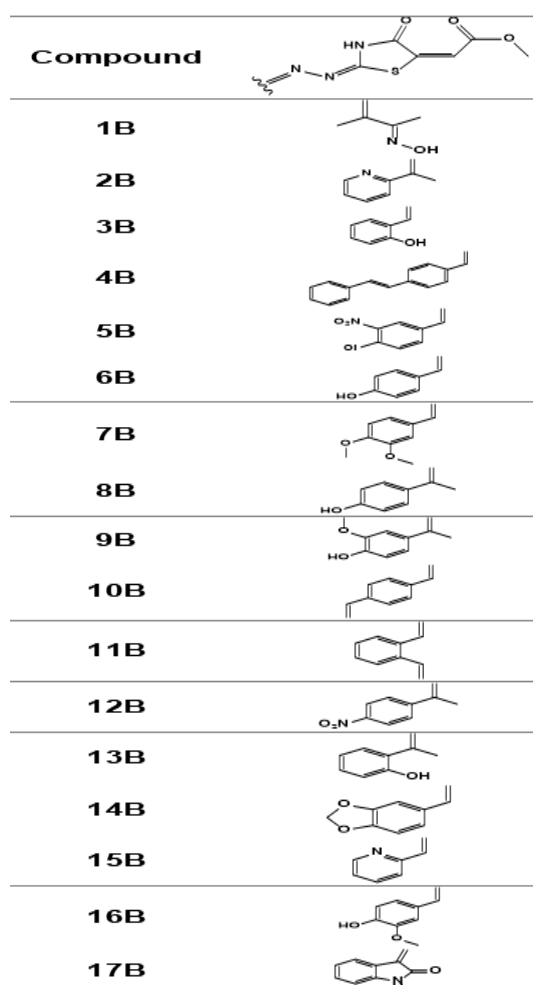 O O
HN O
Compound
N N S
1B
N OH
2B N
3B
OH
4B
5B O₂N
OI
6B
HO
7B
O
O
8B
HO
O
9B
HO
10B
11B
12B
O₂N
13B
OH
14B O
O
15B N
16B
HO
O
17B O
N